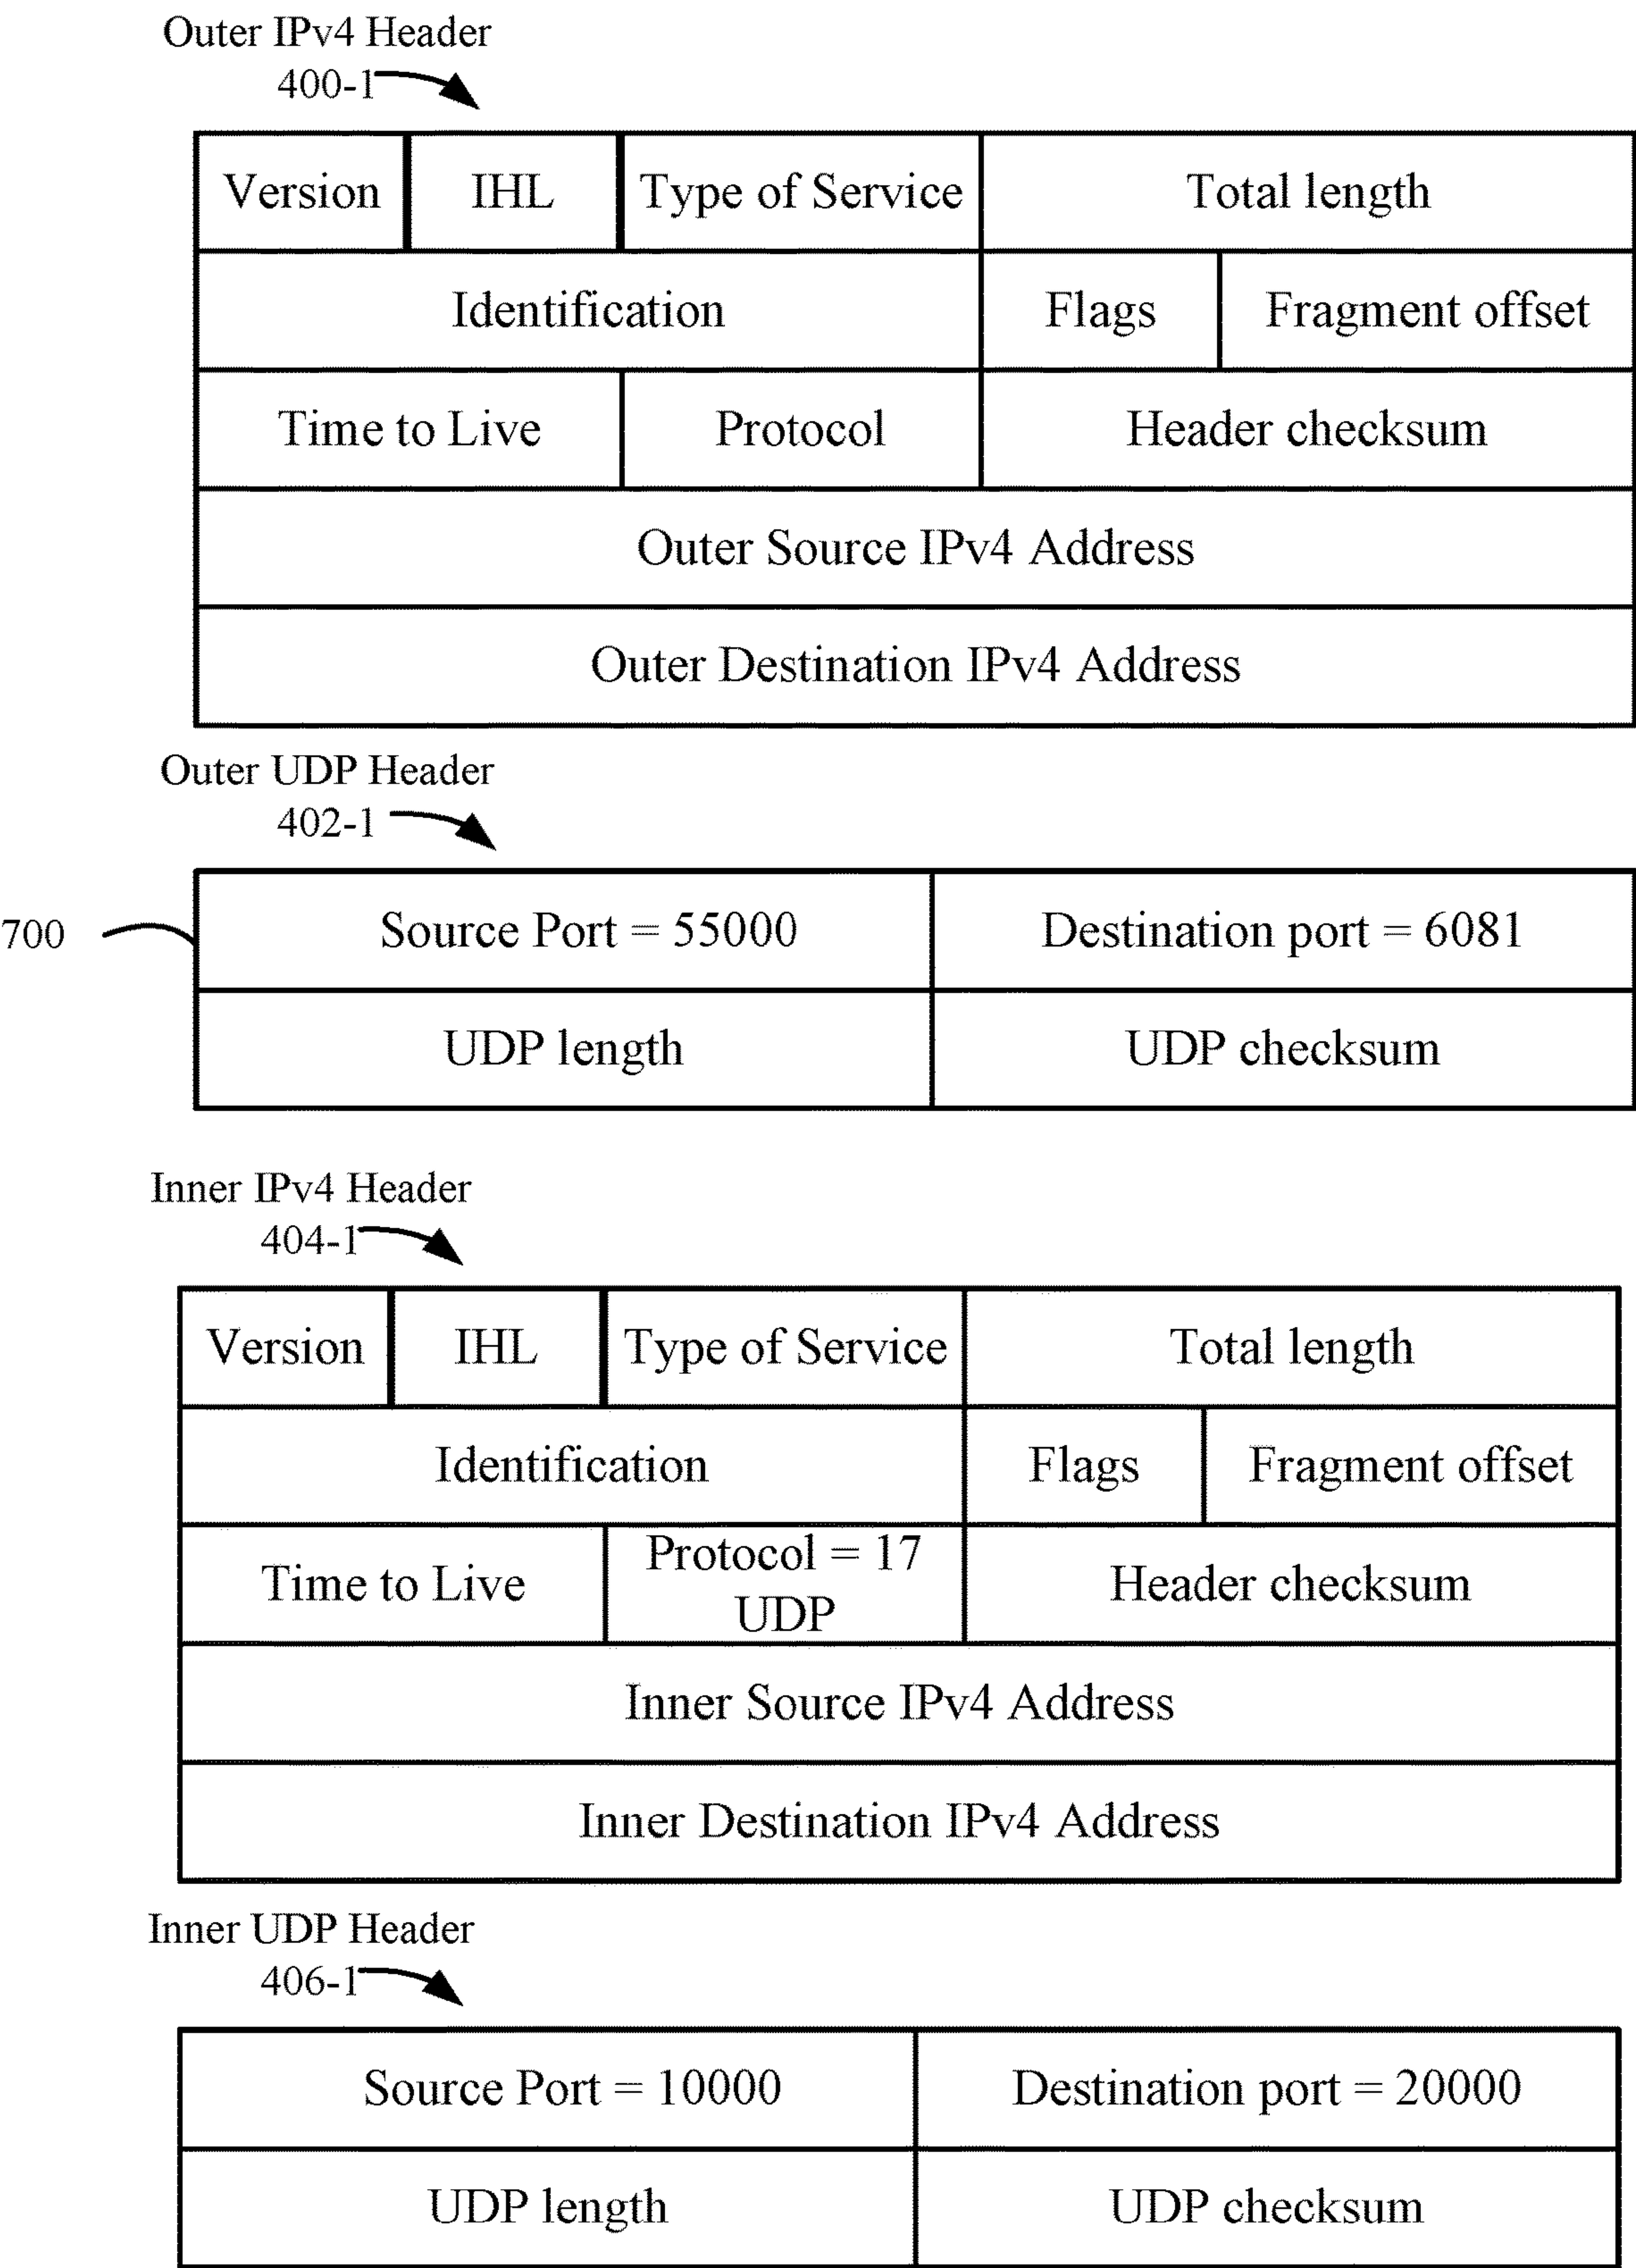 Outer IPv4 Header
400-1
Version IHL Type of Service Total length
Identification Flags Fragment offset
Time to Live Protocol Header checksum
Outer Source IPv4 Address
Outer Destination IPv4 Address
Outer UDP Header
402-1
700 Source Port = 55000 Destination port = 6081
UDP length UDP checksum
Inner IPv4 Header
404-1
Version IHL Type of Service Total length
Identification Flags Fragment offset
Time to Live Protocol = 17 UDP Header checksum
Inner Source IPv4 Address
Inner Destination IPv4 Address
Inner UDP Header
406-1
Source Port = 10000 Destination port = 20000
UDP length UDP checksum